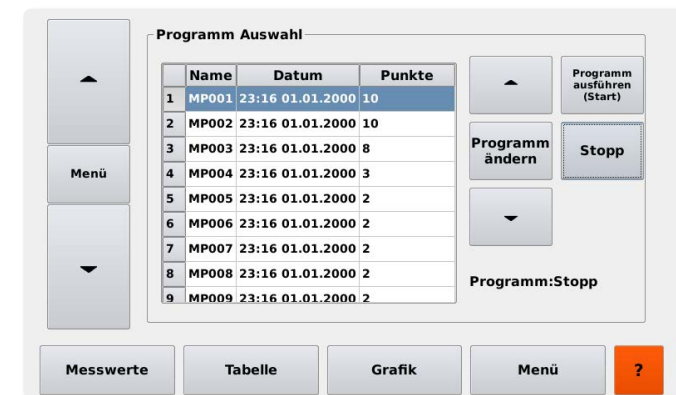 Programm Auswahl
Name Datum Punkte
1 MP001 23:16 01.01.2000 10
2 MP002 23:16 01.01.2000 10
3 MP003 23:16 01.01.2000 8
4 MP004 23:16 01.01.2000 3
5 MP005 23:16 01.01.2000 2
6 MP006 23:16 01.01.2000 2
7 MP007 23:16 01.01.2000 2
8 MP008 23:16 01.01.2000 2
9 MP009 23:16 01.01.2000 2
Menü
Programm
ändern
Programm
ausführen
(Start)
Stopp
Programm:Stopp
Messwerte
Tabelle
Grafik
Menü
?